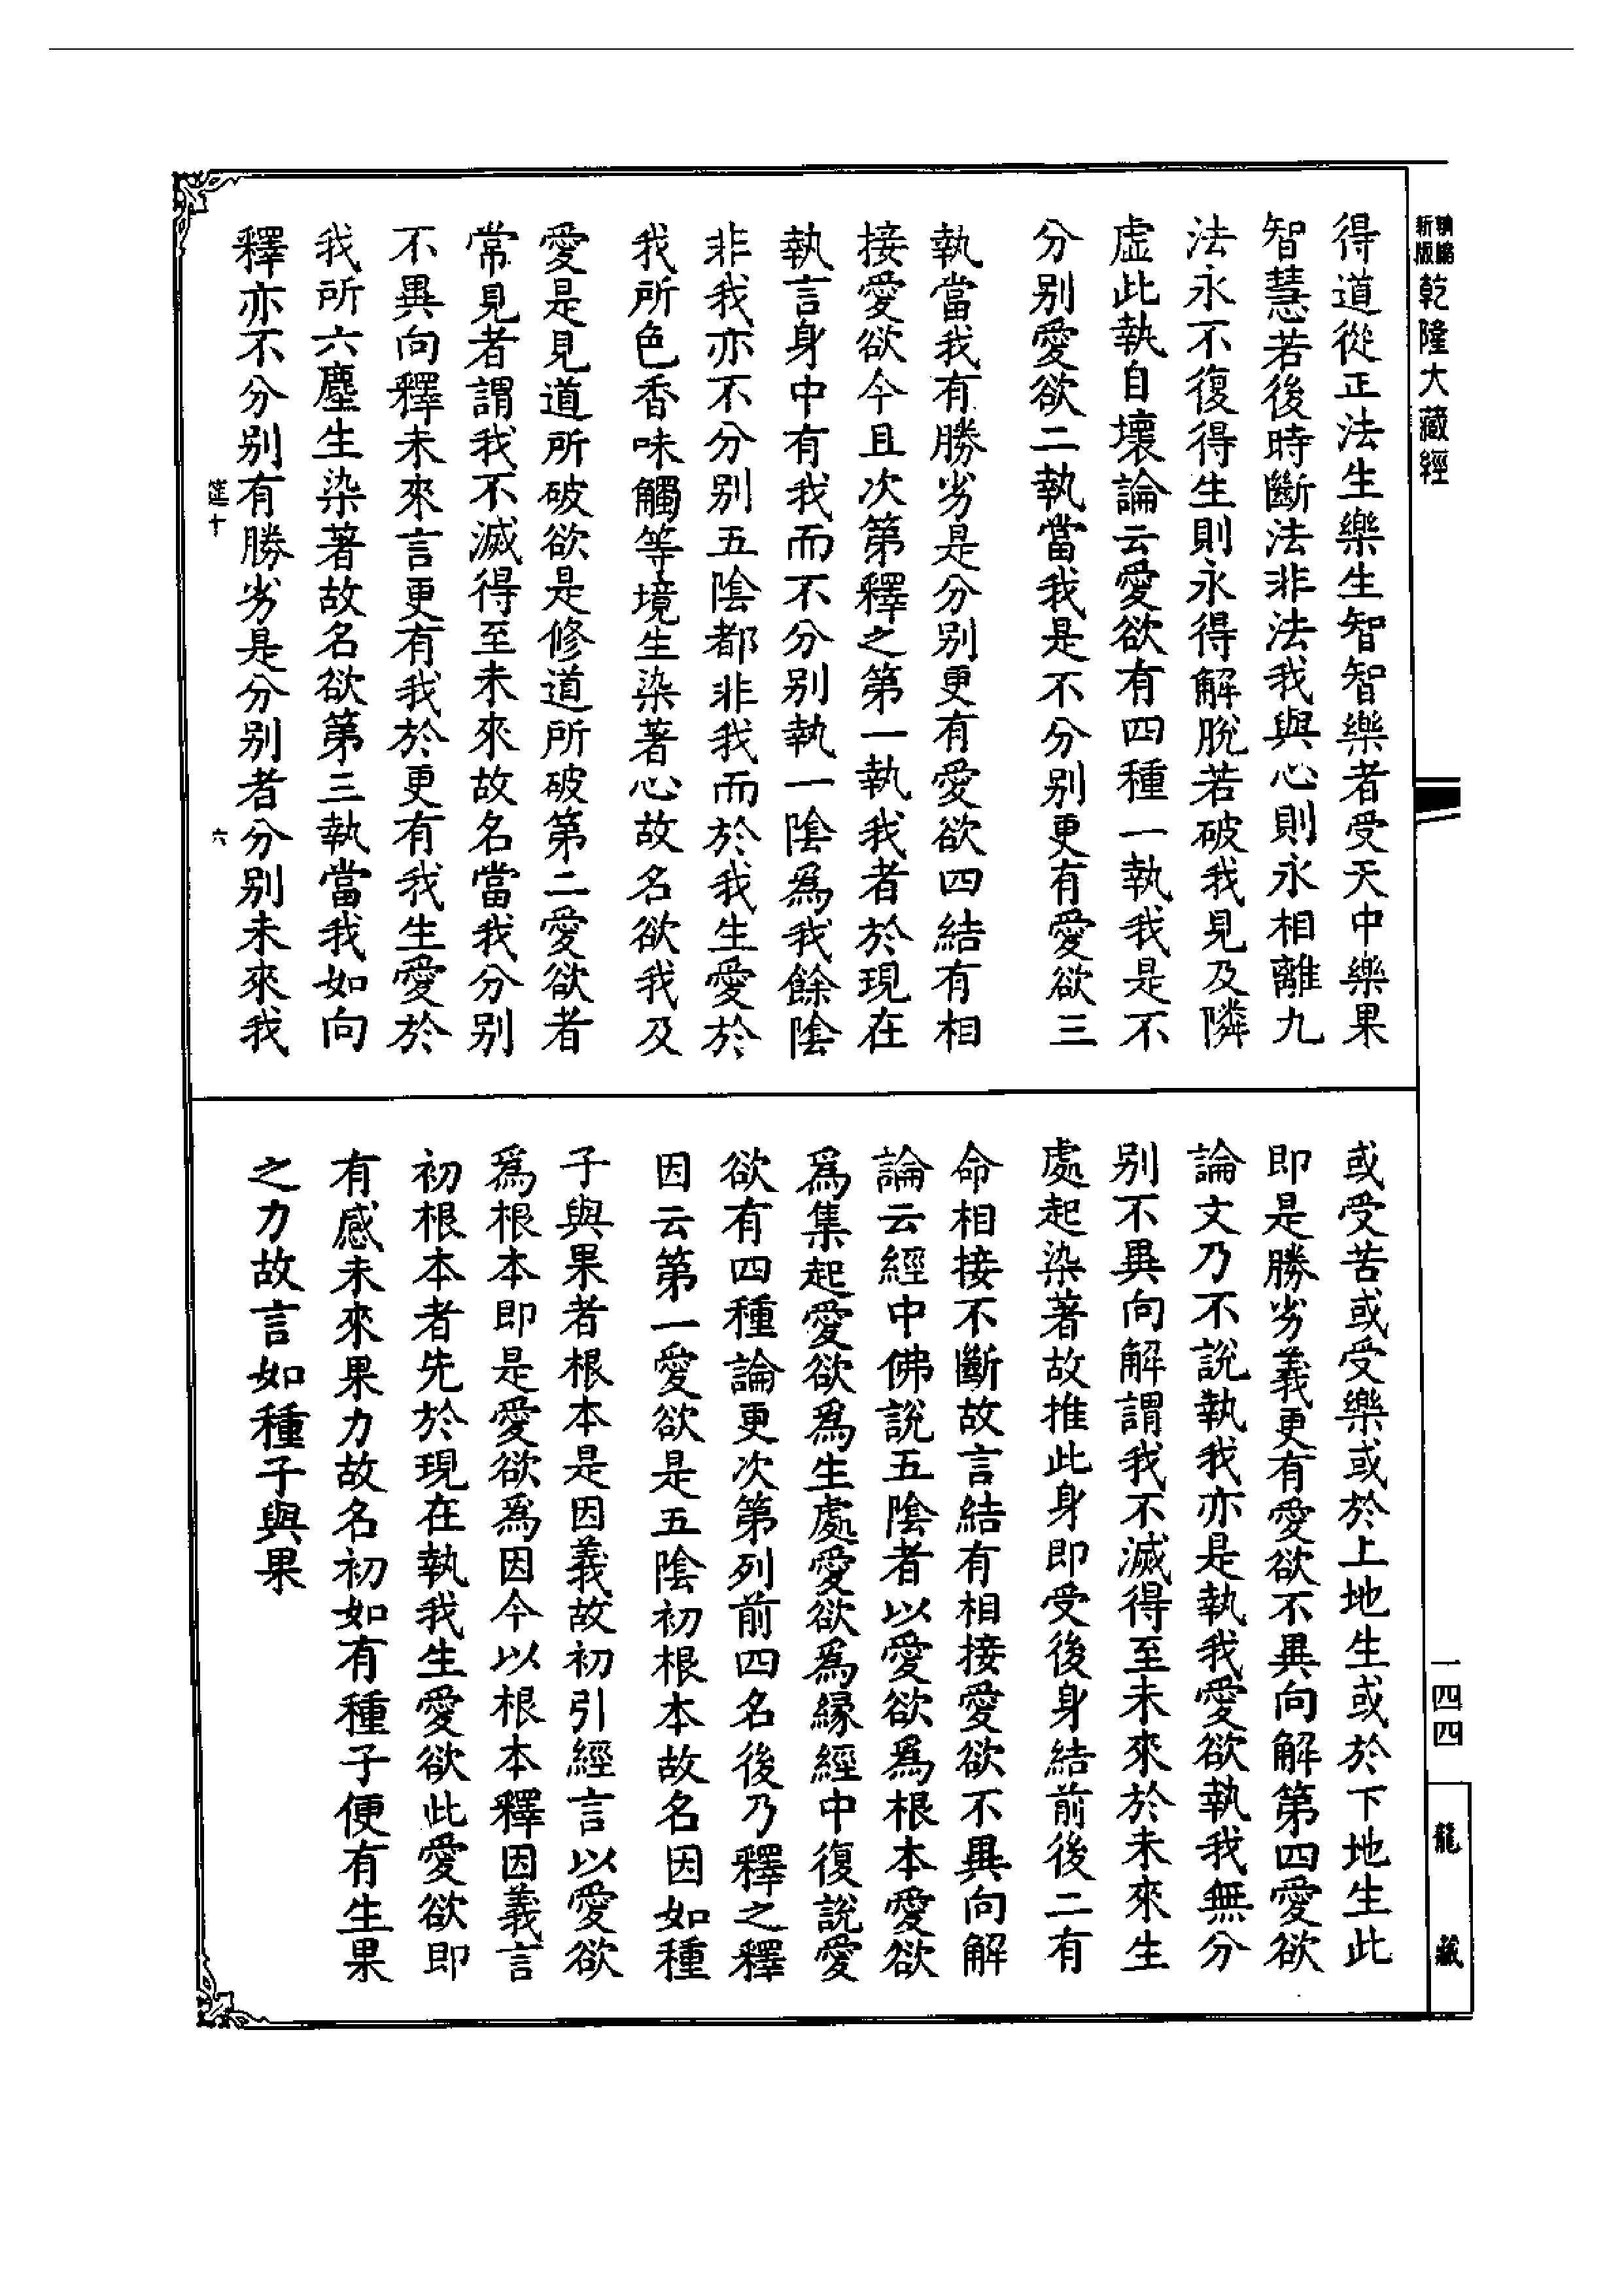 新版
乾隆大藏經
得道從正法生樂生智智樂者受天中樂果
智慧若後時斷法非法我與心則永相離九
法永不復得生則永得解脫若破我見及隣
虛此執自壞論云愛欲有四種一執我是不
分別愛欲二執當我是不分別更有愛欲三
執當我有勝劣是分別更有愛欲四結有相
接愛欲今且次第釋之第一執我者於現在
執言身中有我而不分別執一陰爲我餘陰
非我亦不分別五陰都非我而於我生愛於
我所色香味觸等境生染著心故名欲我及
愛是見道所破欲是修道所破第二愛欲者
常見者謂我不滅得至未來故名當我分別
不異向釋未來言更有我於更有我生愛於
我所六塵生染著故名欲第三執當我如向
釋亦不分別有勝劣是分別者分別未來我
筵十
六
或受苦或受樂或於上地生或於下地生此
即是勝劣義更有愛欲不異向解第四愛欲
論文乃不說執我亦是執我愛欲執我無分
別不異向解謂我不滅得至未來於未來生
處起染著故推此身即受後身結前後二有
命相接不斷故言結有相接愛欲不異向解
論云經中佛說五陰者以愛欲爲根本愛欲
爲集起愛欲爲生處愛欲爲緣經中復說愛
欲有四種論更次第列前四名後乃釋之釋
因云第一愛欲是五陰初根本故名因如種
子與果者根本是因義故初引經言以愛欲
爲根本即是愛欲爲因今以根本釋因義言
初根本者先於現在執我生愛欲此愛欲即
有感未來果力故名初如有種子便有生果
之力故言如種子與果
一四四
龍藏